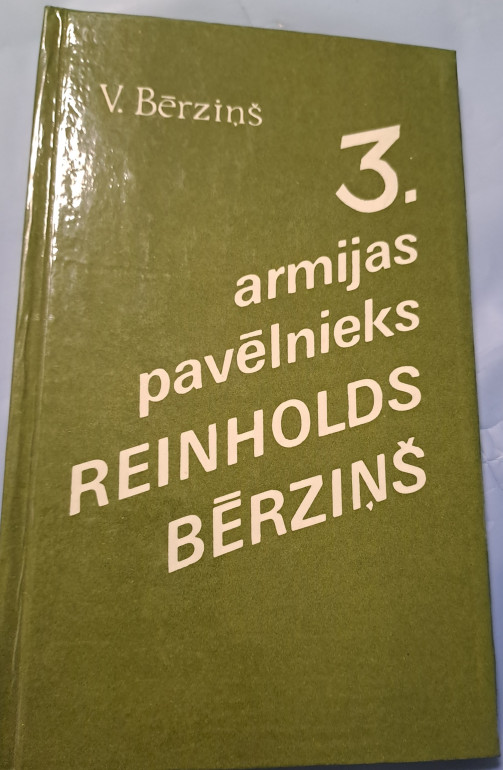 V. Bērziņš
3.
armijas
pavēlnieks
REINHOLDS
BĒRZIŅŠ